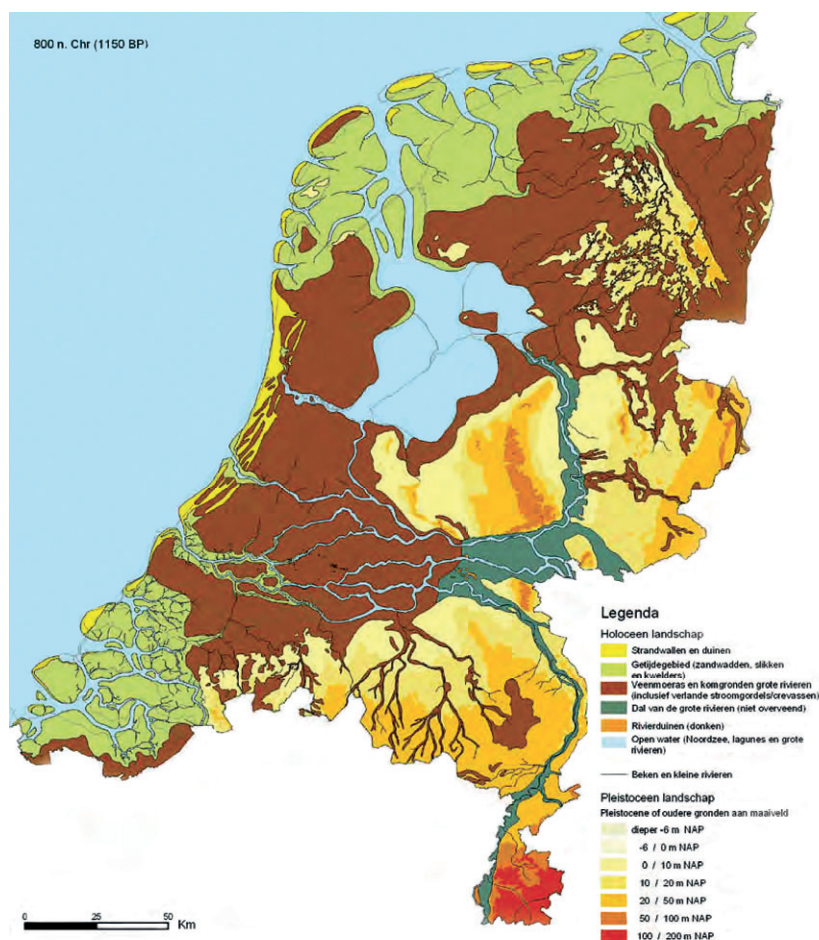 800 n. Chr (1150 BP)
Legenda
Holoceen landschap
Strandwallen en duinen
Getijdegebied (zandwadden, slikken
en kwelders)
Veenmoeras en komgronden grote rivieren
(inclusief verlande stroomgordels/crevassen)
Dal van de grote rivieren (niet overveend)
Rivierduinen (donken)
Open water (Noordzee, lagunes en grote
rivieren)
Beken en kleine rivieren
Pleistoceen landschap
Pleistocene of oudere gronden aan maaiveld
dieper -6 m NAP
-6 / 0 m NAP
0 / 10 m NAP
10 / 20 m NAP
20 / 50 m NAP
50 / 100 m NAP
100 / 200 m NAP
0 25 50
Km